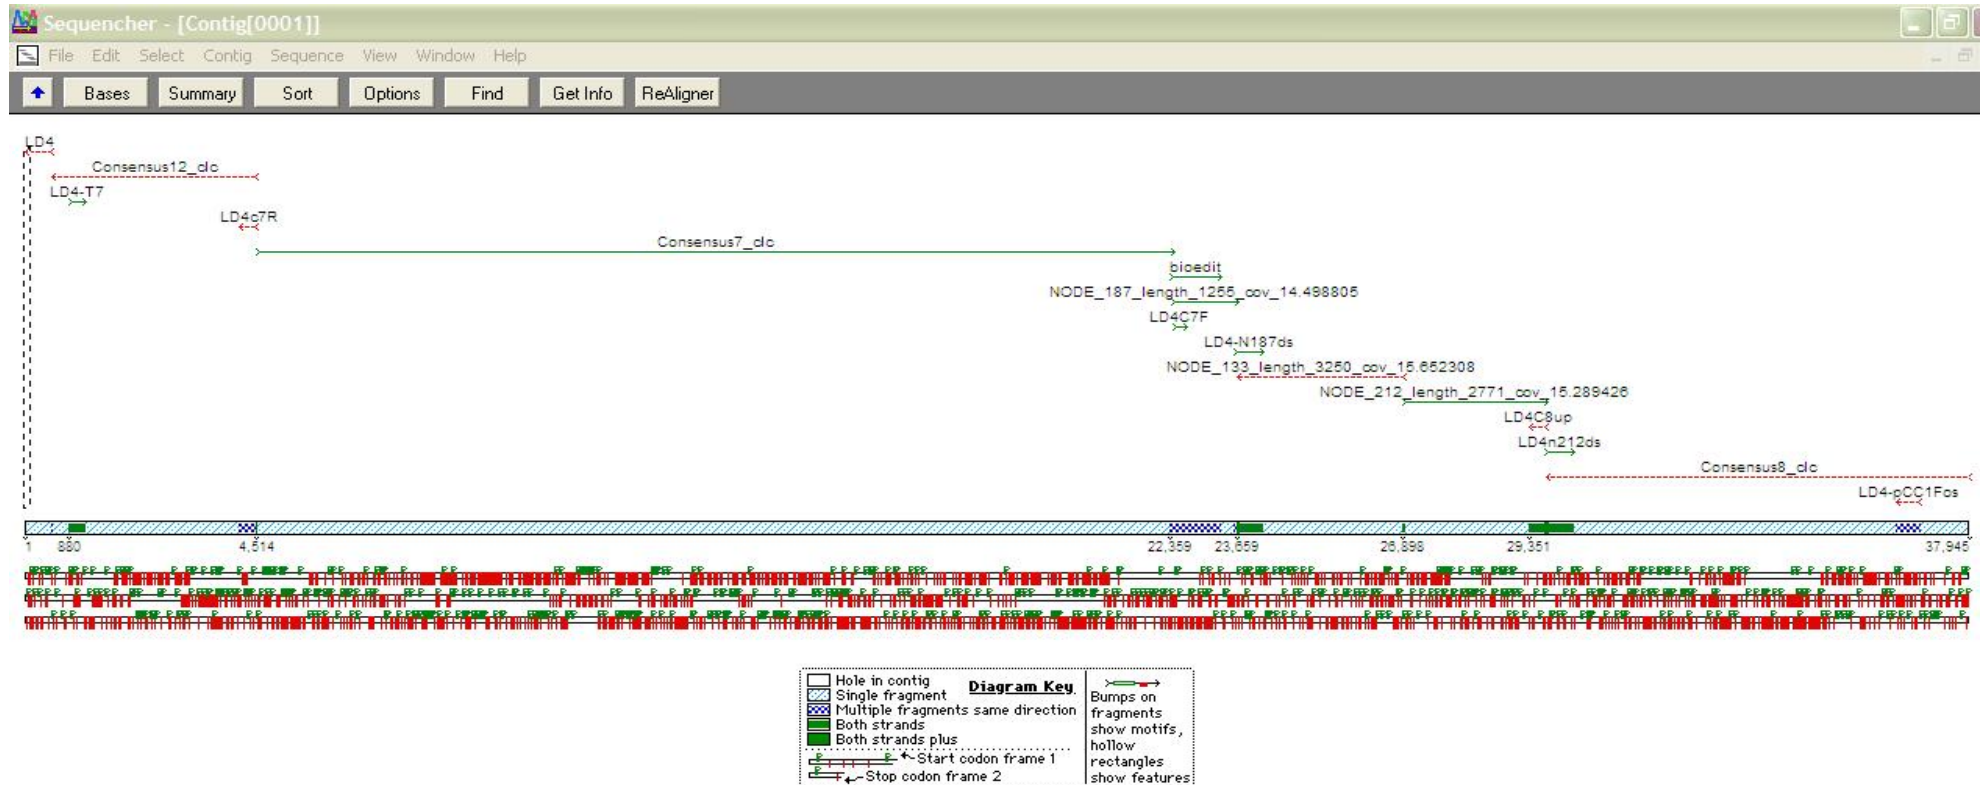 Sequencher - [Contig[0001]]
File Edit Select Contig Sequence View Window Help
Bases Summary Sort Options Find Get Info ReAligner
LD4
Consensus12_clc
LD4-T7
LD4c7R
Consensus7_clc
bioedit
NODE_187_length_1255_cov_14.498805
LD4C7F
LD4-N187ds
NODE_133_length_3250_cov_15.652308
NODE_212_length_2771_cov_15.289426
LD4C8up
LD4n212ds
Consensus8_clc
LD4-pCC1Fos
1 880 4,514 22,359 23,659 26,898 29,351 37,945
Diagram Key
Hole in contig
Single fragment
Multiple fragments same direction
Both strands
Both strands plus
Start codon frame 1
Stop codon frame 2
Bumps on
fragments
show motifs,
hollow
rectangles
show features